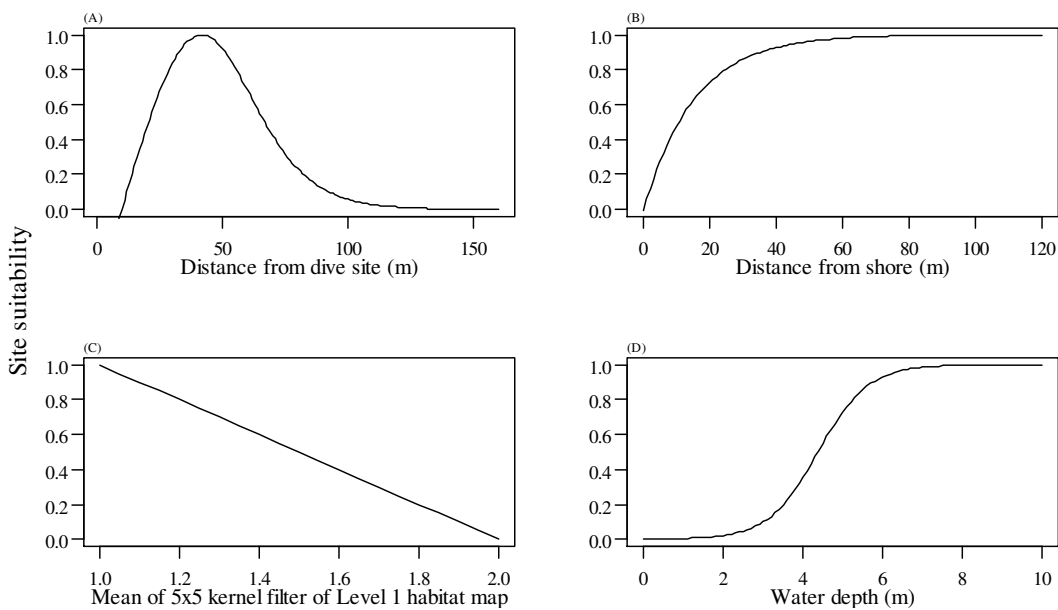 (A)
1.0
0.8
0.6
0.4
0.2
0.0
0 50 100 150
Distance from dive site (m)
(B)
1.0
0.8
0.6
0.4
0.2
0.0
0 20 40 60 80 100 120
Distance from shore (m)
Site suitability
(C)
1.0
0.8
0.6
0.4
0.2
0.0
1.0 1.2 1.4 1.6 1.8 2.0
Mean of 5x5 kernel filter of Level 1 habitat map
(D)
1.0
0.8
0.6
0.4
0.2
0.0
0 2 4 6 8 10
Water depth (m)